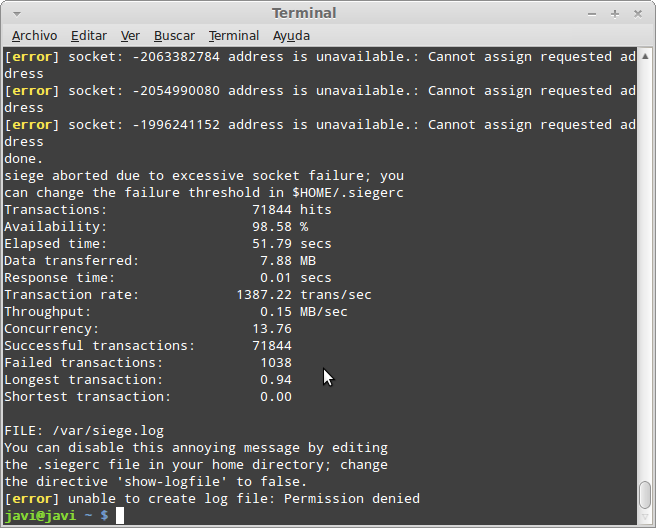 Terminal
Archivo Editar Ver Buscar Terminal Ayuda
[error] socket: -2063382784 address is unavailable.: Cannot assign requested ad
dress
[error] socket: -2054990080 address is unavailable.: Cannot assign requested ad
dress
[error] socket: -1996241152 address is unavailable.: Cannot assign requested ad
dress
done.
siege aborted due to excessive socket failure; you
can change the failure threshold in $HOME/.siegerc
Transactions: 71844 hits
Availability: 98.58 %
Elapsed time: 51.79 secs
Data transferred: 7.88 MB
Response time: 0.01 secs
Transaction rate: 1387.22 trans/sec
Throughput: 0.15 MB/sec
Concurrency: 13.76
Successful transactions: 71844
Failed transactions: 1038
Longest transaction: 0.94
Shortest transaction: 0.00
FILE: /var/siege.log
You can disable this annoying message by editing
the .siegerc file in your home directory; change
the directive 'show-logfile' to false.
[error] unable to create log file: Permission denied
javi@javi ~ $